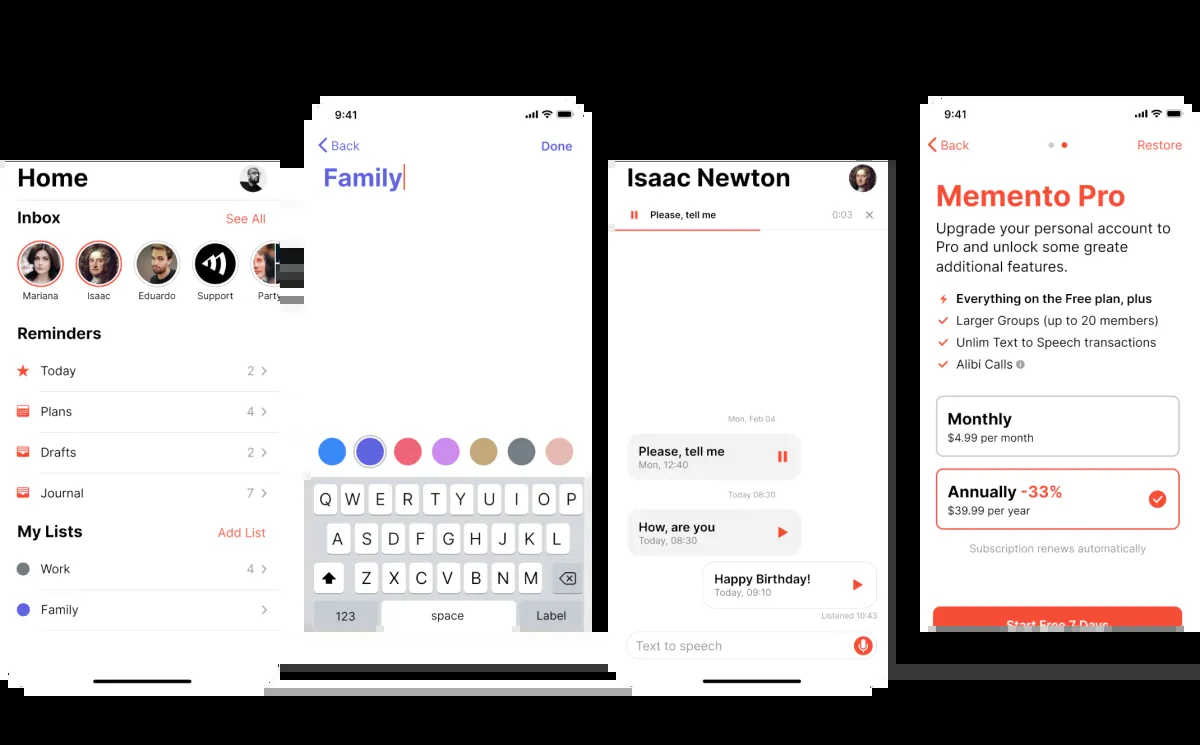 Home
Inbox
See All
Mariana
Isaac
Eduardo
Support
Party
Reminders
Today 2
Plans 4
Drafts 2
Journal 7
My Lists
Add List
Work 4
Family
9:41
Back
Done
Family
Q W E R T Y U I O P
A S D F G H J K L
Z X C V B N M
123
space
Label
Isaac Newton
Please, tell me
0:03
Mon, Feb 04
Please, tell me
Mon, 12:40
Today 08:30
How, are you
Today, 08:30
Happy Birthday!
Today, 09:10
Listened 10:43
Text to speech
9:41
Back
Restore
Memento Pro
Upgrade your personal account to
Pro and unlock some greate
additional features.
Everything on the Free plan, plus
Larger Groups (up to 20 members)
Unlim Text to Speech transactions
Alibi Calls
Monthly
$4.99 per month
Annually -33%
$39.99 per year
Subscription renews automatically
Start Free 7 Days